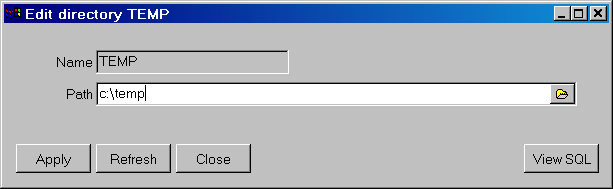 Edit directory TEMP
Name TEMP
Path c:\temp
Apply Refresh Close View SQL